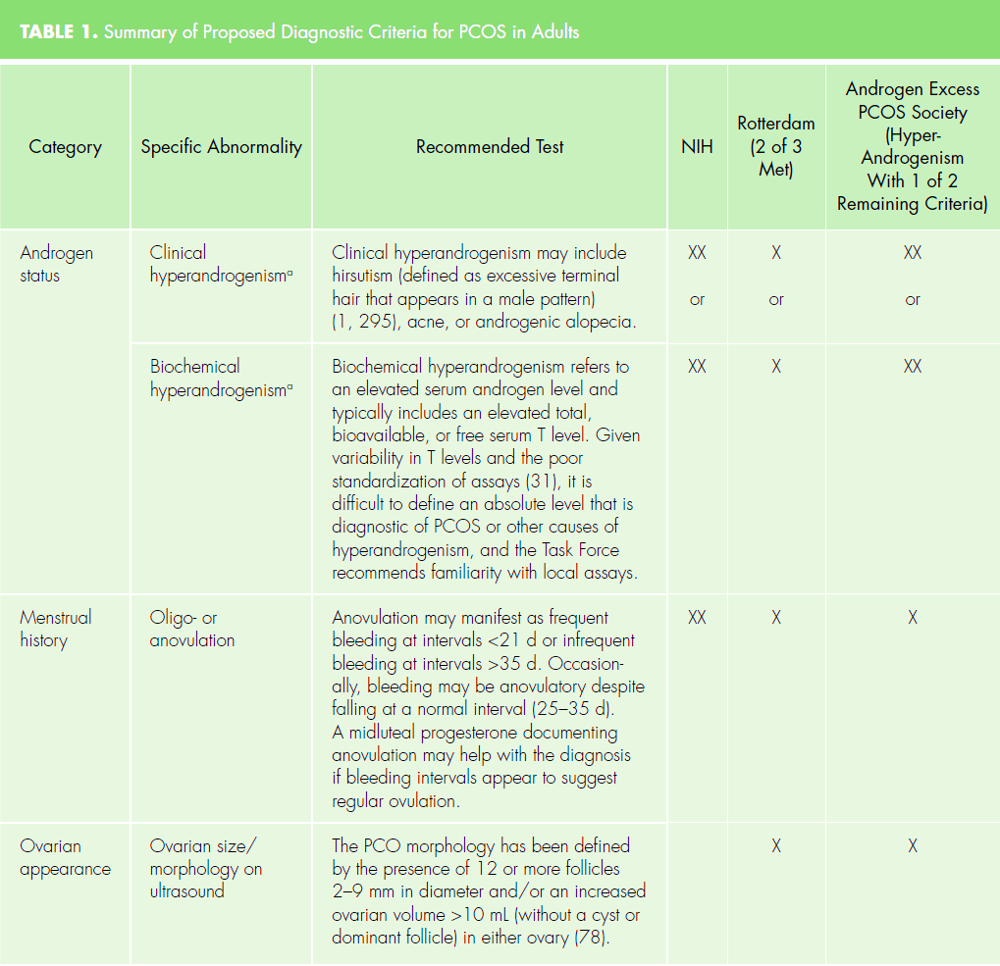 TABLE 1. Summary of Proposed Diagnostic Criteria for PCOS in Adults
Category
Specific Abnormality
Recommended Test
NIH
Rotterdam
(2 of 3
Met)
Androgen Excess
PCOS Society
(Hyper-
Androgenism
With 1 of 2
Remaining Criteria)
Androgen
status
Clinical
hyperandrogenismᵃ
Clinical hyperandrogenism may include
hirsutism (defined as excessive terminal
hair that appears in a male pattern)
(1, 295), acne, or androgenic alopecia.
XX
or
X
or
XX
or
Biochemical
hyperandrogenismᵃ
Biochemical hyperandrogenism refers to
an elevated serum androgen level and
typically includes an elevated total,
bioavailable, or free serum T level. Given
variability in T levels and the poor
standardization of assays (31), it is
difficult to define an absolute level that is
diagnostic of PCOS or other causes of
hyperandrogenism, and the Task Force
recommends familiarity with local assays.
XX
X
XX
Menstrual
history
Oligo- or
anovulation
Anovulation may manifest as frequent
bleeding at intervals <21 d or infrequent
bleeding at intervals >35 d. Occasion-
ally, bleeding may be anovulatory despite
falling at a normal interval (25–35 d).
A midluteal progesterone documenting
anovulation may help with the diagnosis
if bleeding intervals appear to suggest
regular ovulation.
XX
X
X
Ovarian
appearance
Ovarian size/
morphology on
ultrasound
The PCO morphology has been defined
by the presence of 12 or more follicles
2–9 mm in diameter and/or an increased
ovarian volume >10 mL (without a cyst or
dominant follicle) in either ovary (78).
X
X